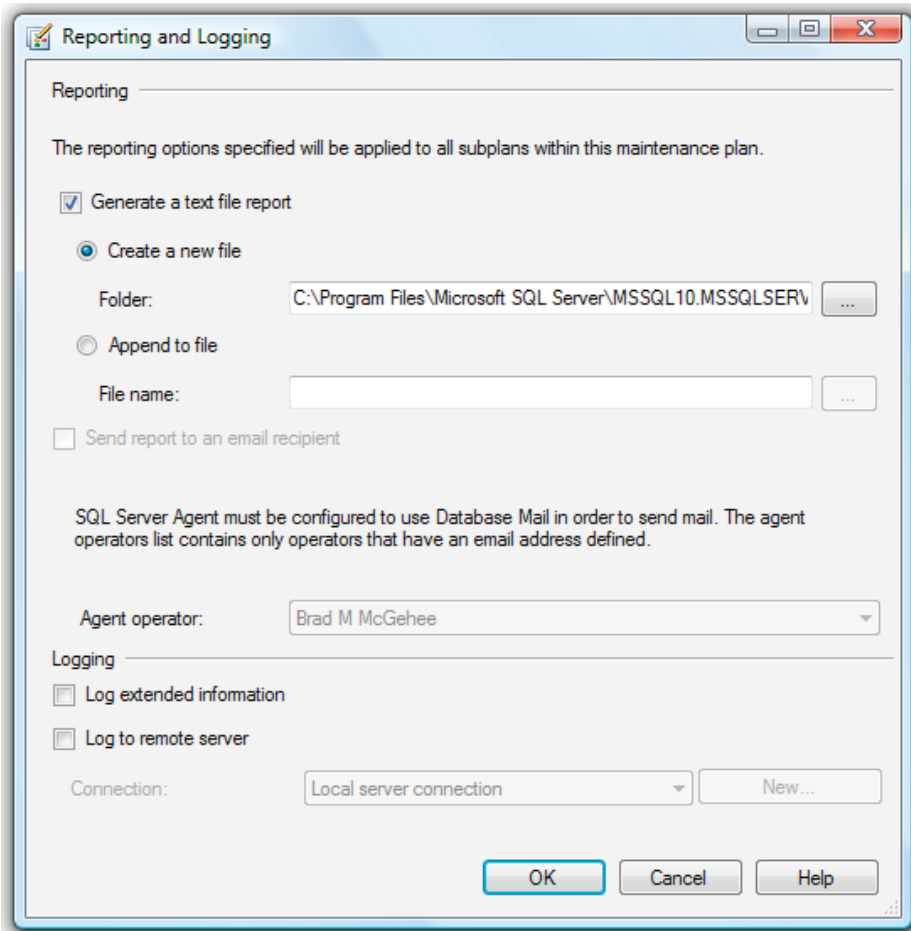 Reporting and Logging
Reporting
The reporting options specified will be applied to all subplans within this maintenance plan.
Generate a text file report
Create a new file
Folder: C:\Program Files\Microsoft SQL Server\MSSQL10.MSSQLSERV ...
Append to file
File name: ...
Send report to an email recipient
SQL Server Agent must be configured to use Database Mail in order to send mail. The agent
operators list contains only operators that have an email address defined.
Agent operator: Brad M McGehee
Logging
Log extended information
Log to remote server
Connection: Local server connection New...
OK Cancel Help